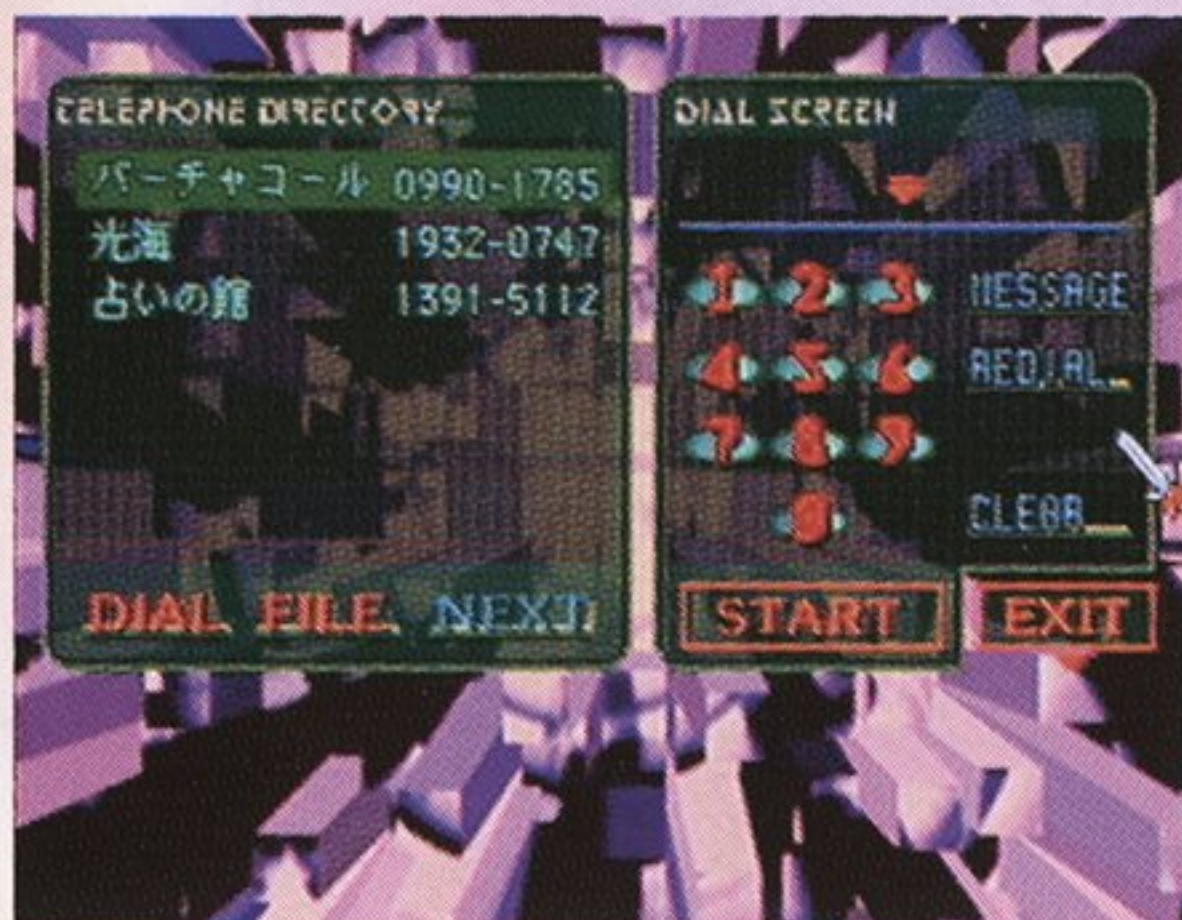 TELEPHONE DIRECTORY
バーチャコール 0990-1785
光海 1932-0747
占いの館 1391-5112
DIAL FILE NEXT
DIAL SCREEN
1 2 3 MESSAGE
4 5 6 REDIAL
7 8 9
0 CLEAR
START EXIT